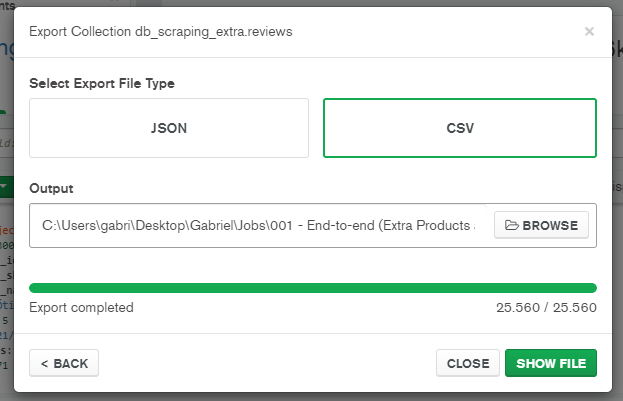 nts
Export Collection db_scraping_extra.reviews
×
Select Export File Type
JSON
CSV
Output
C:\Users\gabri\Desktop\Gabriel\Jobs\001 - End-to-end (Extra Products
BROWSE
Export completed
25.560 / 25.560
< BACK
CLOSE
SHOW FILE